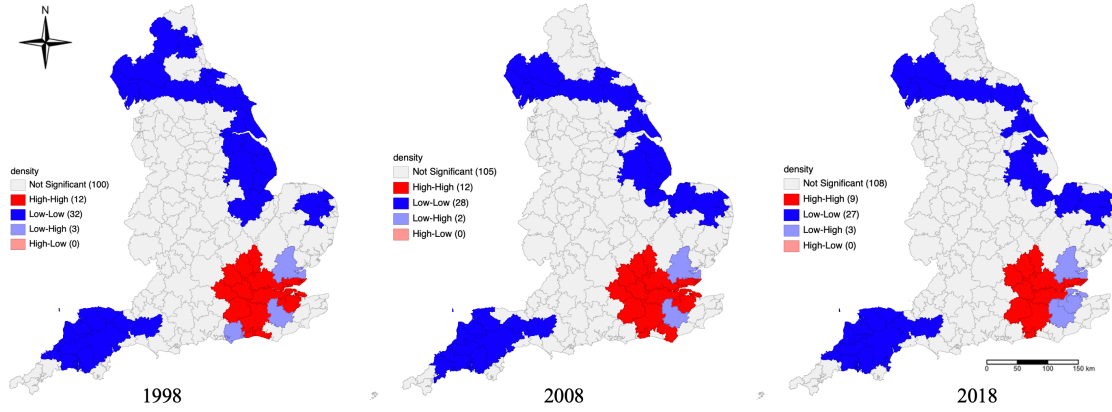 N
density
Not Significant (100)
High-High (12)
Low-Low (32)
Low-High (3)
High-Low (0)
1998
density
Not Significant (105)
High-High (12)
Low-Low (28)
Low-High (2)
High-Low (0)
2008
density
Not Significant (108)
High-High (9)
Low-Low (27)
Low-High (3)
High-Low (0)
0 50 100 150 km
2018